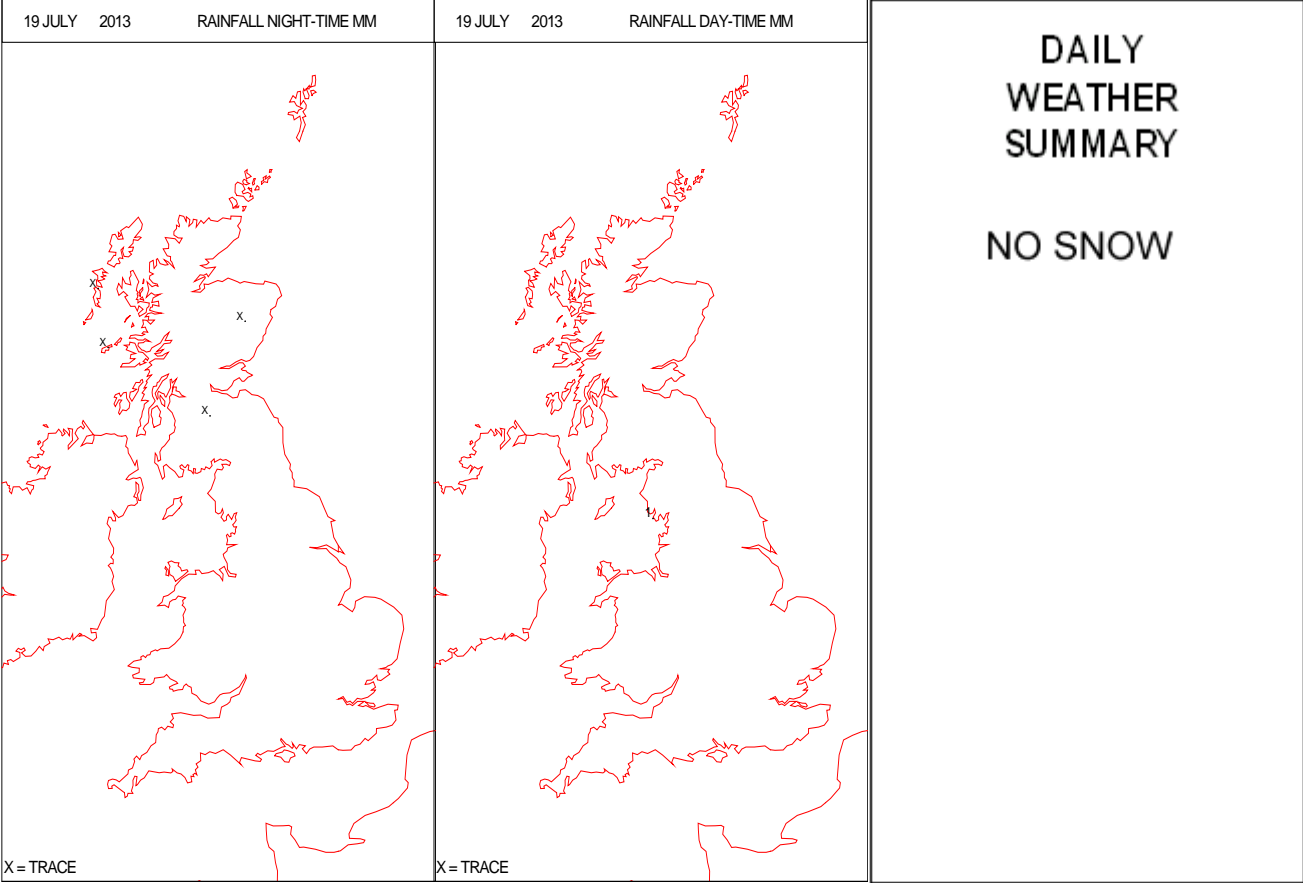 19 JULY 2013 RAINFALL NIGHT-TIME MM
X
X
X
X
X = TRACE
19 JULY 2013 RAINFALL DAY-TIME MM
1
X = TRACE
DAILY
WEATHER
SUMMARY
NO SNOW